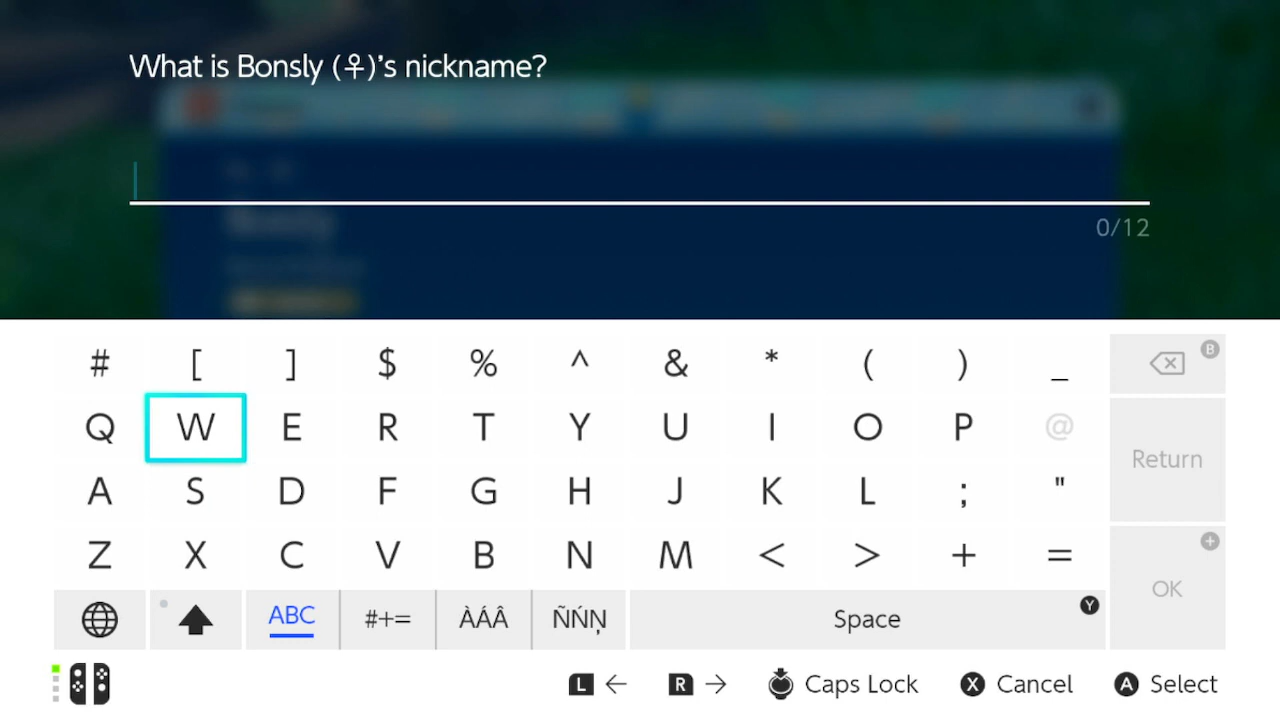 What is Bonsly (♀)'s nickname?
0/12
# [ ] $ % ^ & * ( ) _ B
Q W E R T Y U I O P @
Return
A S D F G H J K L ; "
Z X C V B N M < > + =
+
OK
ABC #+= ÀÁÂ ÑŃŅ Space Y
L ← R → Caps Lock X Cancel A Select